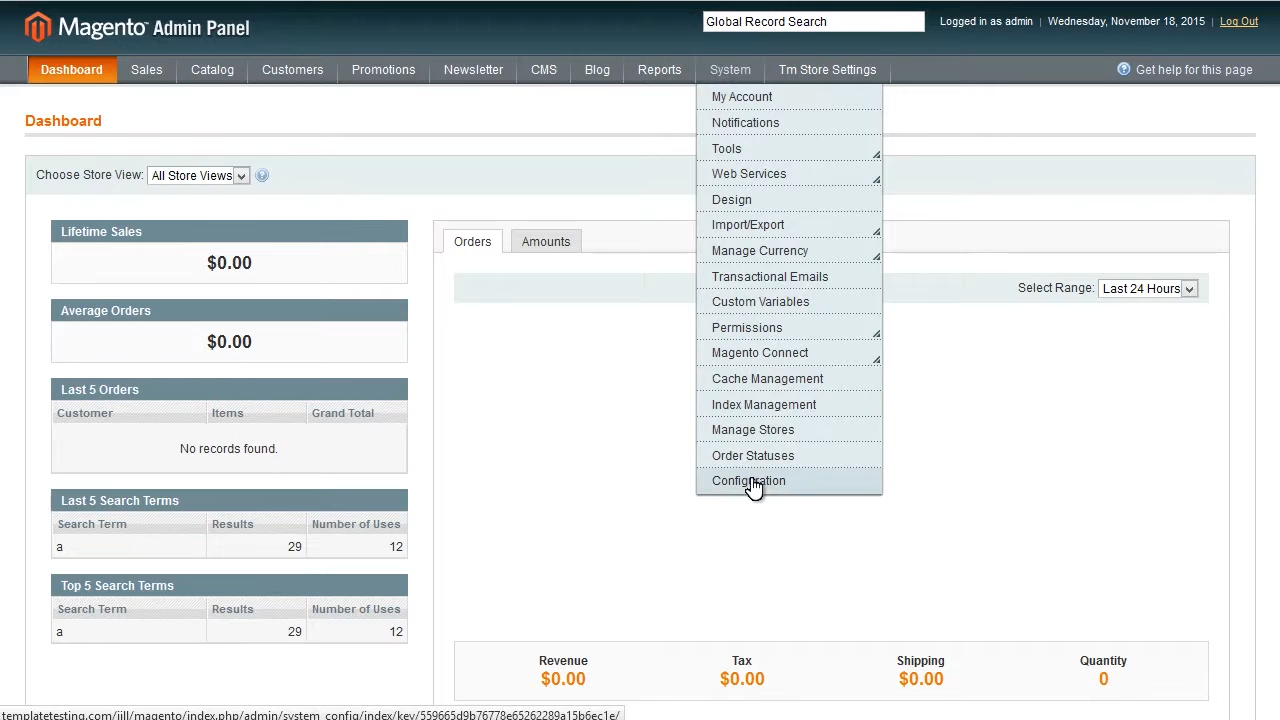 Magento™ Admin Panel
Global Record Search
Logged in as admin | Wednesday, November 18, 2015 | Log Out
Dashboard Sales Catalog Customers Promotions Newsletter CMS Blog Reports System Tm Store Settings Get help for this page
My Account
Notifications
Tools
Web Services
Design
Import/Export
Manage Currency
Transactional Emails
Custom Variables
Permissions
Magento Connect
Cache Management
Index Management
Manage Stores
Order Statuses
Configuration
Dashboard
Choose Store View: All Store Views
Lifetime Sales
$0.00
Average Orders
$0.00
Last 5 Orders
Customer Items Grand Total
No records found.
Last 5 Search Terms
Search Term Results Number of Uses
a 29 12
Top 5 Search Terms
Search Term Results Number of Uses
a 29 12
Orders Amounts
Select Range: Last 24 Hours
Revenue Tax Shipping Quantity
$0.00 $0.00 $0.00 0
templatetesting.com/jill/magento/index.php/admin/system_config/index/key/559665d9b76778e65262289a15b6ec1e/